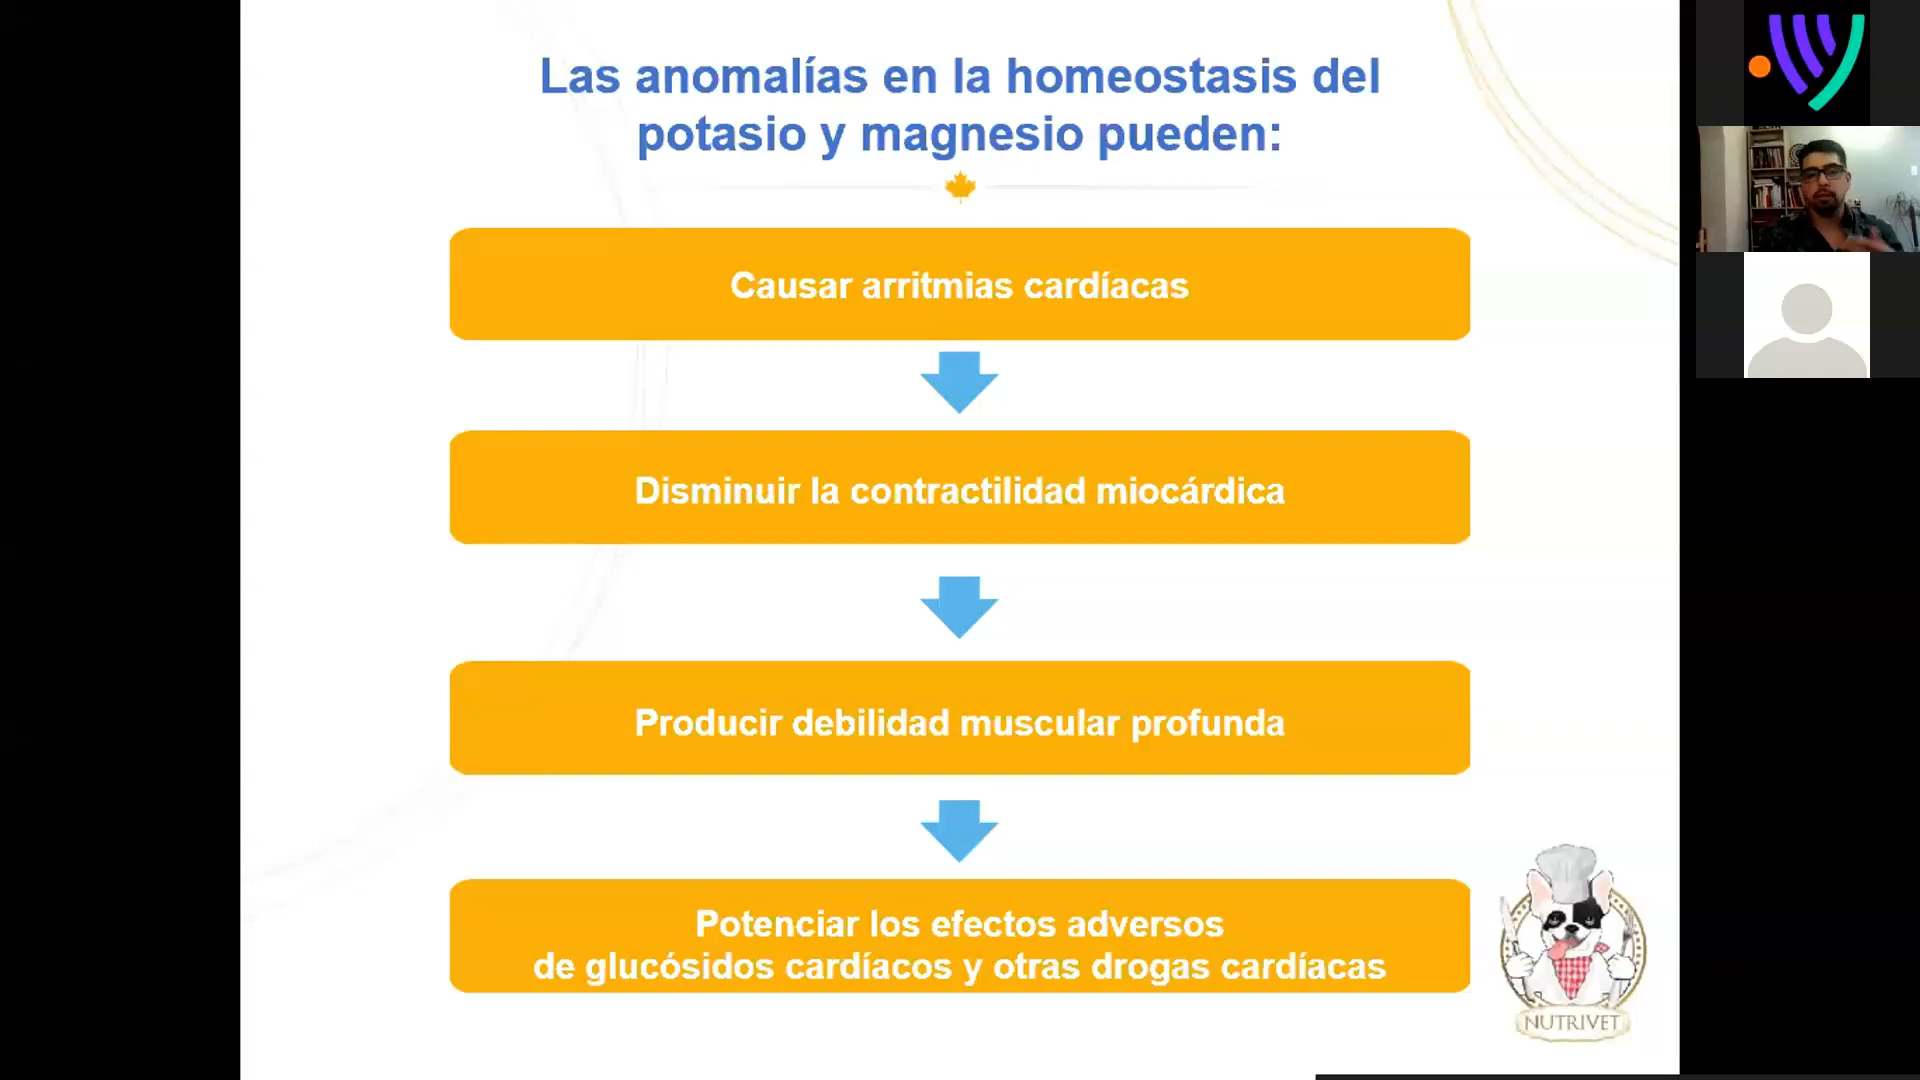 Las anomalías en la homeostasis del
potasio y magnesio pueden:
Causar arritmias cardíacas
Disminuir la contractilidad miocárdica
Producir debilidad muscular profunda
Potenciar los efectos adversos
de glucósidos cardíacos y otras drogas cardíacas
NUTRIVET